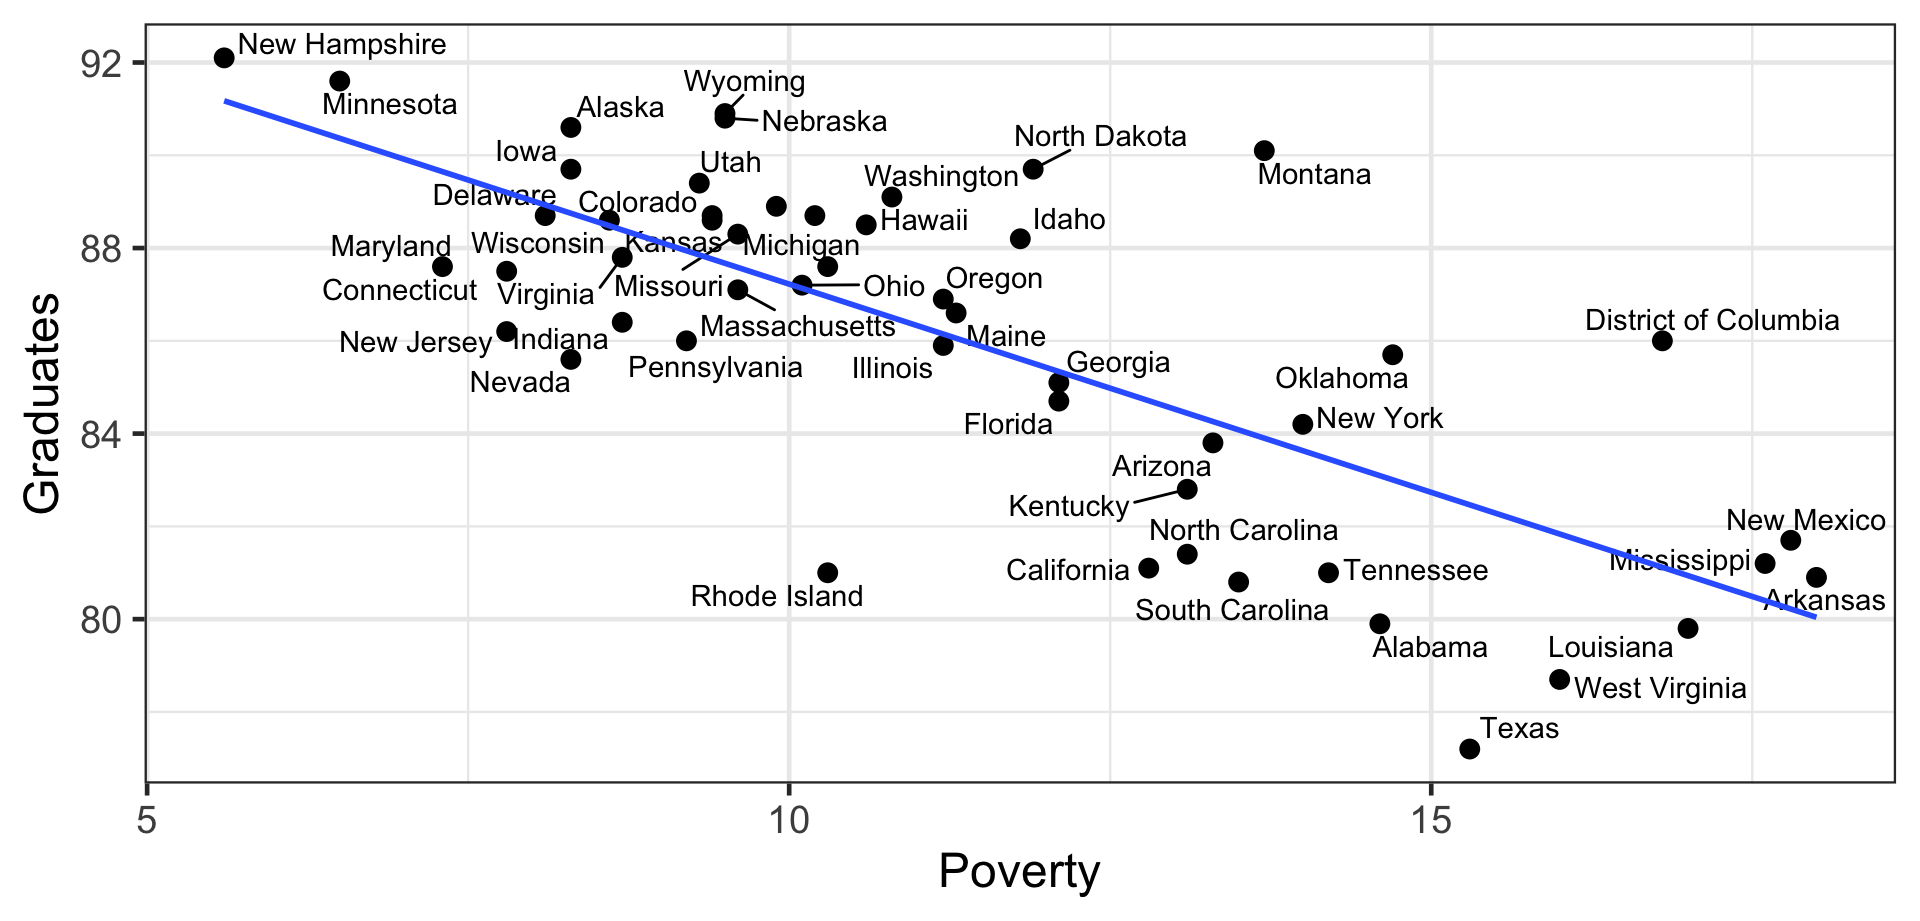 92
New Hampshire
Minnesota
Wyoming
Alaska
Nebraska
North Dakota
Iowa
Utah
Washington
Montana
Delaware
Colorado
Hawaii
Idaho
88
Maryland
Wisconsin
Kansas
Michigan
Connecticut
Virginia
Missouri
Ohio
Oregon
District of Columbia
New Jersey
Indiana
Massachusetts
Maine
Nevada
Pennsylvania
Illinois
Georgia
Oklahoma
84
Florida
New York
Arizona
Kentucky
North Carolina
New Mexico
California
Tennessee
Mississippi
Rhode Island
South Carolina
Arkansas
80
Alabama
Louisiana
West Virginia
Texas
Graduates
5
10
15
Poverty